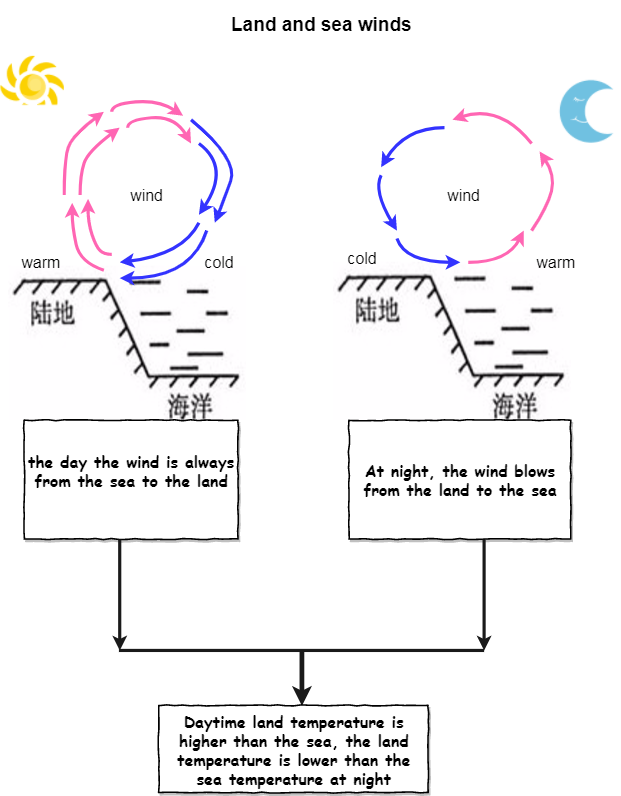 Land and sea winds
wind
wind
warm
cold
cold
warm
陆地
陆地
海洋
海洋
the day the wind is always
from the sea to the land
At night, the wind blows
from the land to the sea
Daytime land temperature is
higher than the sea, the land
temperature is lower than the
sea temperature at night